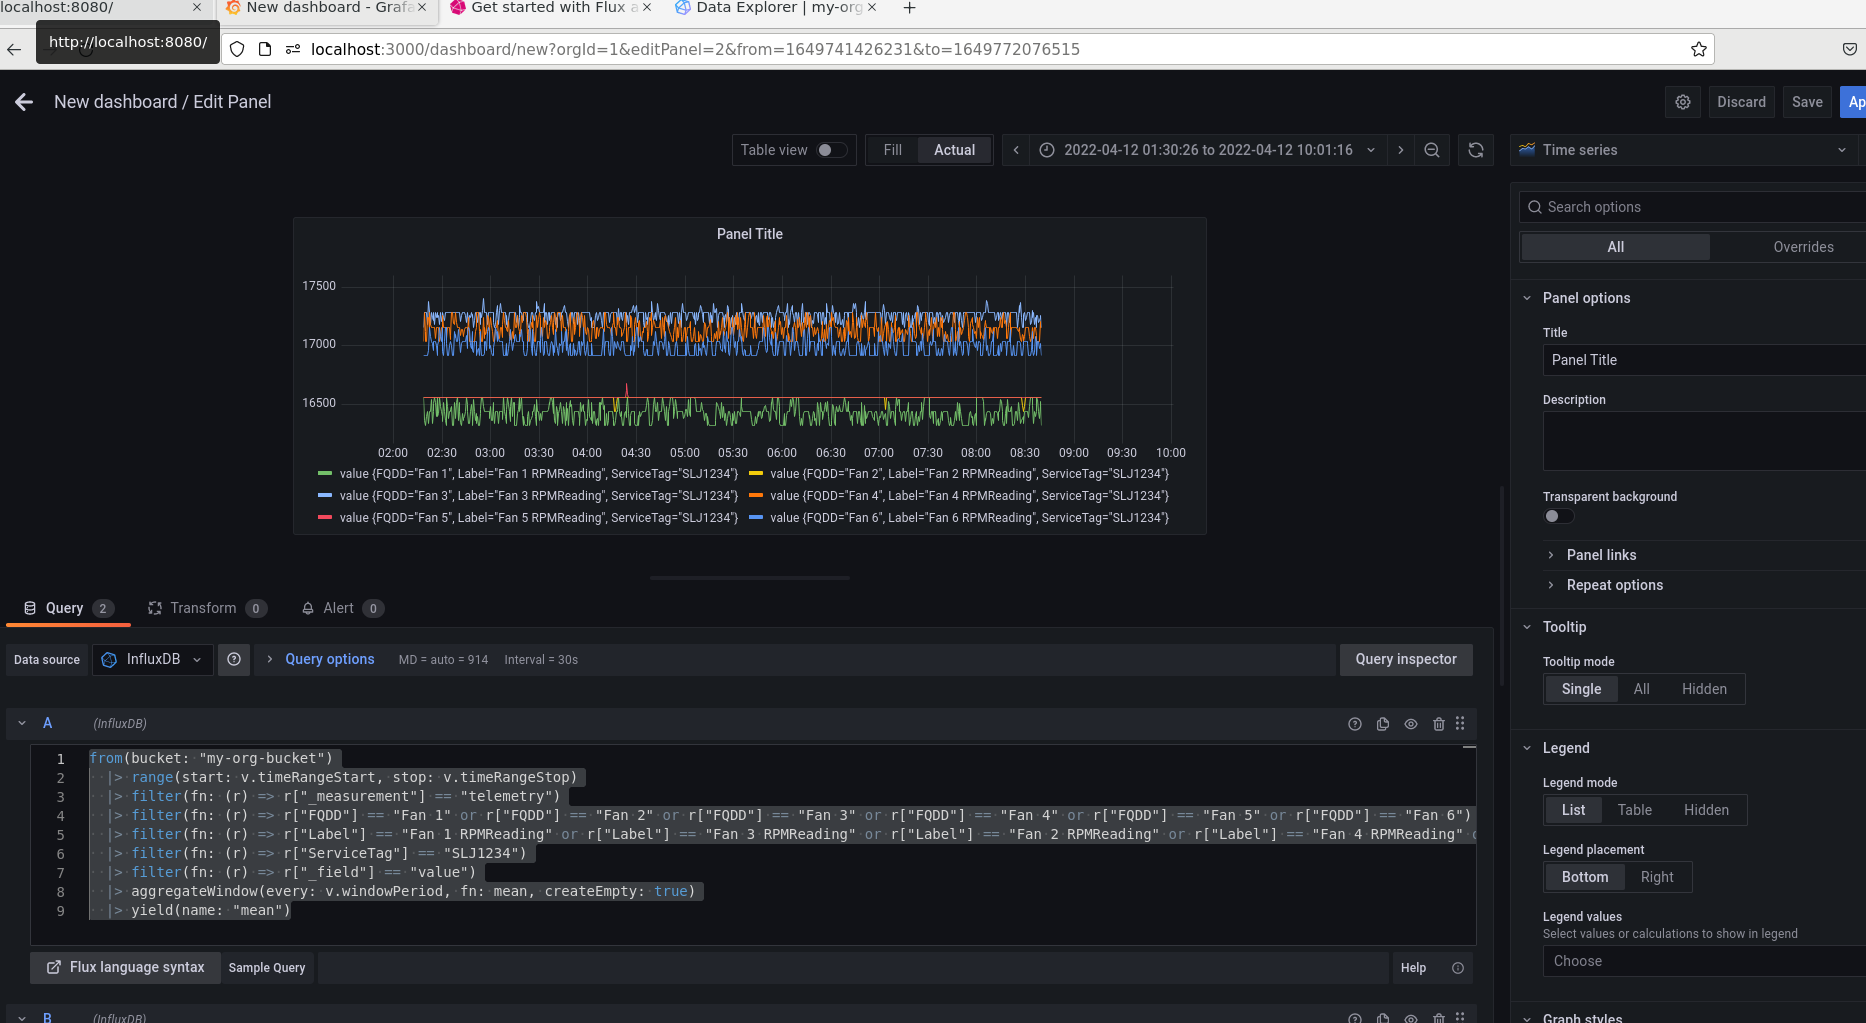 localhost:8080/
New dashboard - Grafa
Get started with Flux a
Data Explorer | my-org
http://localhost:8080/
localhost:3000/dashboard/new?orgId=1&editPanel=2&from=1649741426231&to=1649772076515
New dashboard / Edit Panel
Discard
Save
Ap
Table view
Fill
Actual
2022-04-12 01:30:26 to 2022-04-12 10:01:16
Time series
Search options
All
Overrides
Panel Title
17500
17000
16500
02:00 02:30 03:00 03:30 04:00 04:30 05:00 05:30 06:00 06:30 07:00 07:30 08:00 08:30 09:00 09:30 10:00
value {FQDD="Fan 1", Label="Fan 1 RPMReading", ServiceTag="SLJ1234"} value {FQDD="Fan 2", Label="Fan 2 RPMReading", ServiceTag="SLJ1234"}
value {FQDD="Fan 3", Label="Fan 3 RPMReading", ServiceTag="SLJ1234"} value {FQDD="Fan 4", Label="Fan 4 RPMReading", ServiceTag="SLJ1234"}
value {FQDD="Fan 5", Label="Fan 5 RPMReading", ServiceTag="SLJ1234"} value {FQDD="Fan 6", Label="Fan 6 RPMReading", ServiceTag="SLJ1234"}
Panel options
Title
Panel Title
Description
Transparent background
Panel links
Repeat options
Tooltip
Tooltip mode
Single All Hidden
Legend
Legend mode
List Table Hidden
Legend placement
Bottom Right
Legend values
Select values or calculations to show in legend
Choose
Graph styles
Query 2
Transform 0
Alert 0
Data source
InfluxDB
Query options
MD = auto = 914
Interval = 30s
Query inspector
A (InfluxDB)
1 from(bucket: "my-org-bucket")
2 |> range(start: v.timeRangeStart, stop: v.timeRangeStop)
3 |> filter(fn: (r) => r["_measurement"] == "telemetry")
4 |> filter(fn: (r) => r["FQDD"] == "Fan 1" or r["FQDD"] == "Fan 2" or r["FQDD"] == "Fan 3" or r["FQDD"] == "Fan 4" or r["FQDD"] == "Fan 5" or r["FQDD"] == "Fan 6")
5 |> filter(fn: (r) => r["Label"] == "Fan 1 RPMReading" or r["Label"] == "Fan 3 RPMReading" or r["Label"] == "Fan 2 RPMReading" or r["Label"] == "Fan 4 RPMReading"
6 |> filter(fn: (r) => r["ServiceTag"] == "SLJ1234")
7 |> filter(fn: (r) => r["_field"] == "value")
8 |> aggregateWindow(every: v.windowPeriod, fn: mean, createEmpty: true)
9 |> yield(name: "mean")
Flux language syntax
Sample Query
Help
B (InfluxDB)